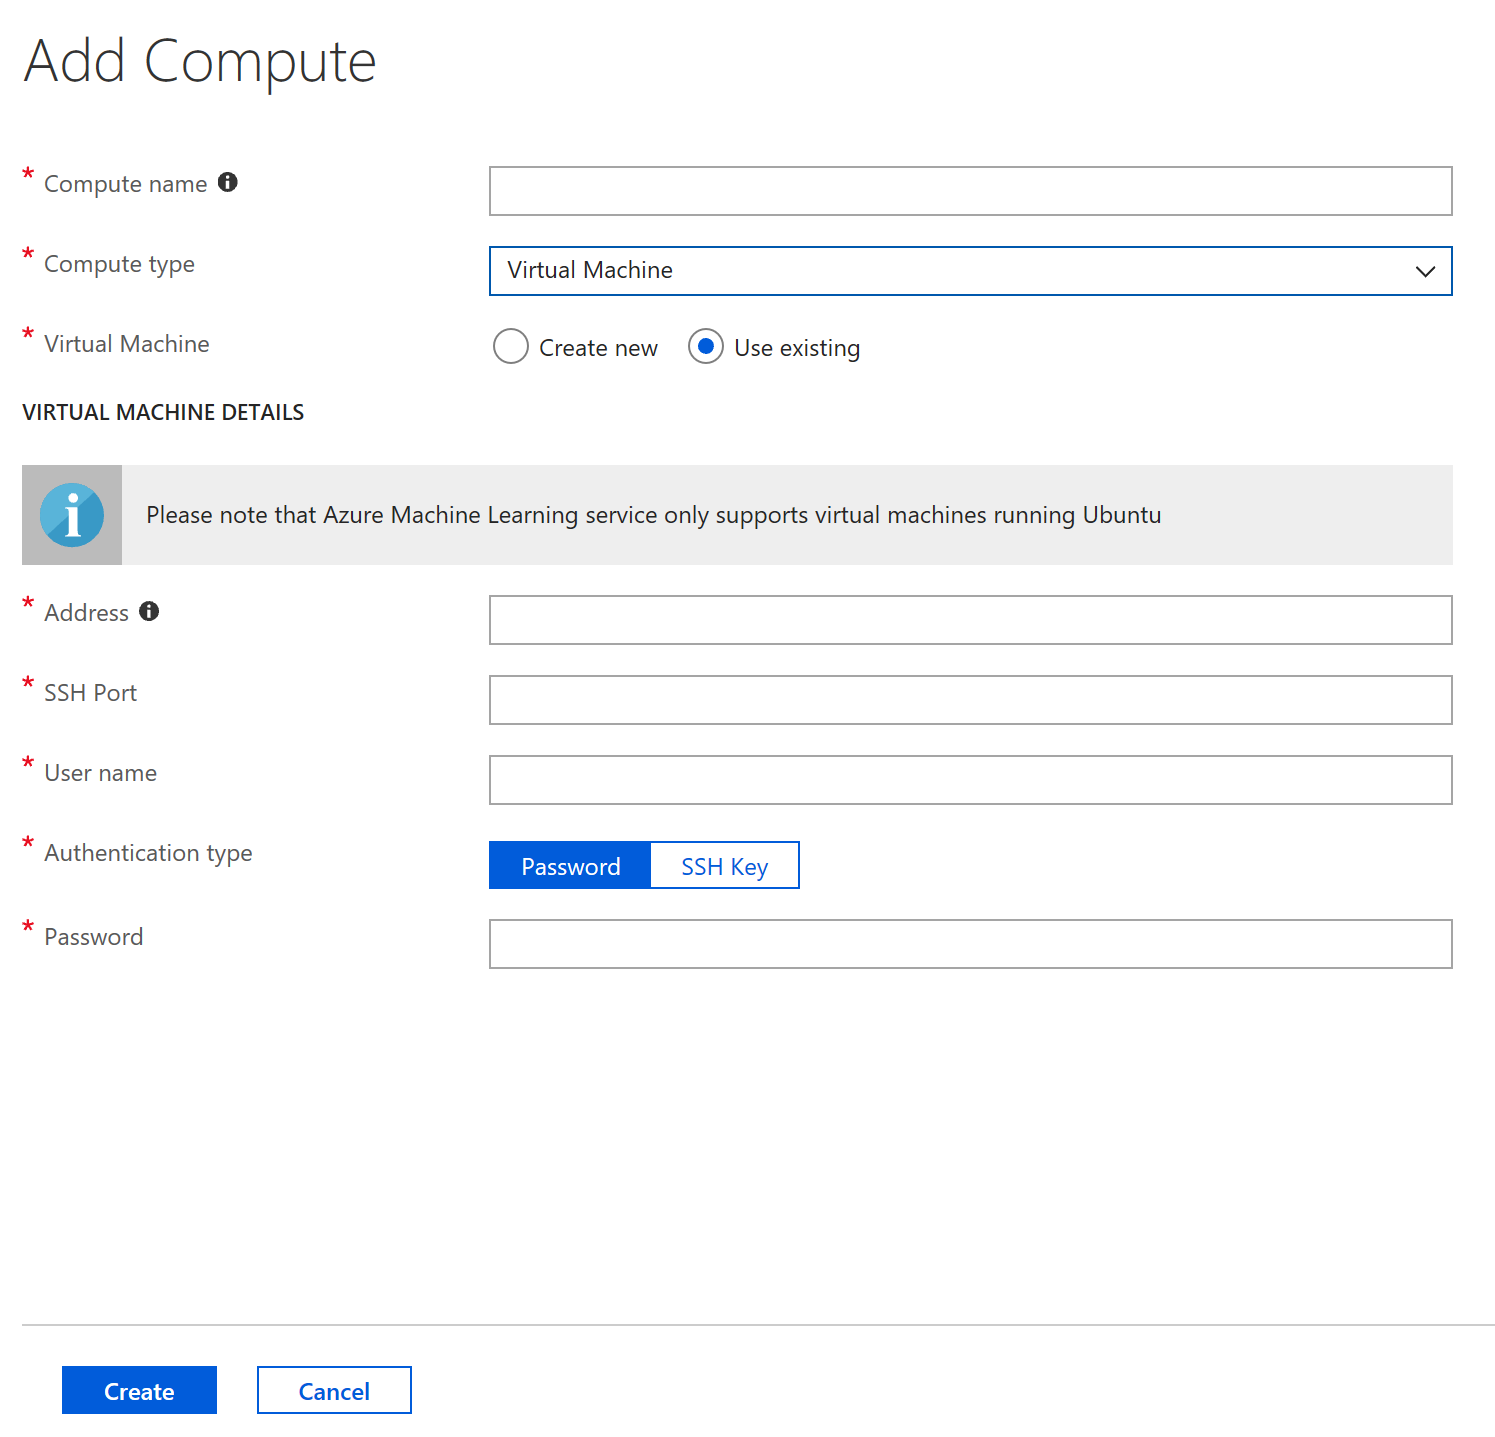 Add Compute
* Compute name
* Compute type
Virtual Machine
* Virtual Machine
Create new
Use existing
VIRTUAL MACHINE DETAILS
Please note that Azure Machine Learning service only supports virtual machines running Ubuntu
* Address
* SSH Port
* User name
* Authentication type
Password
SSH Key
* Password
Create
Cancel